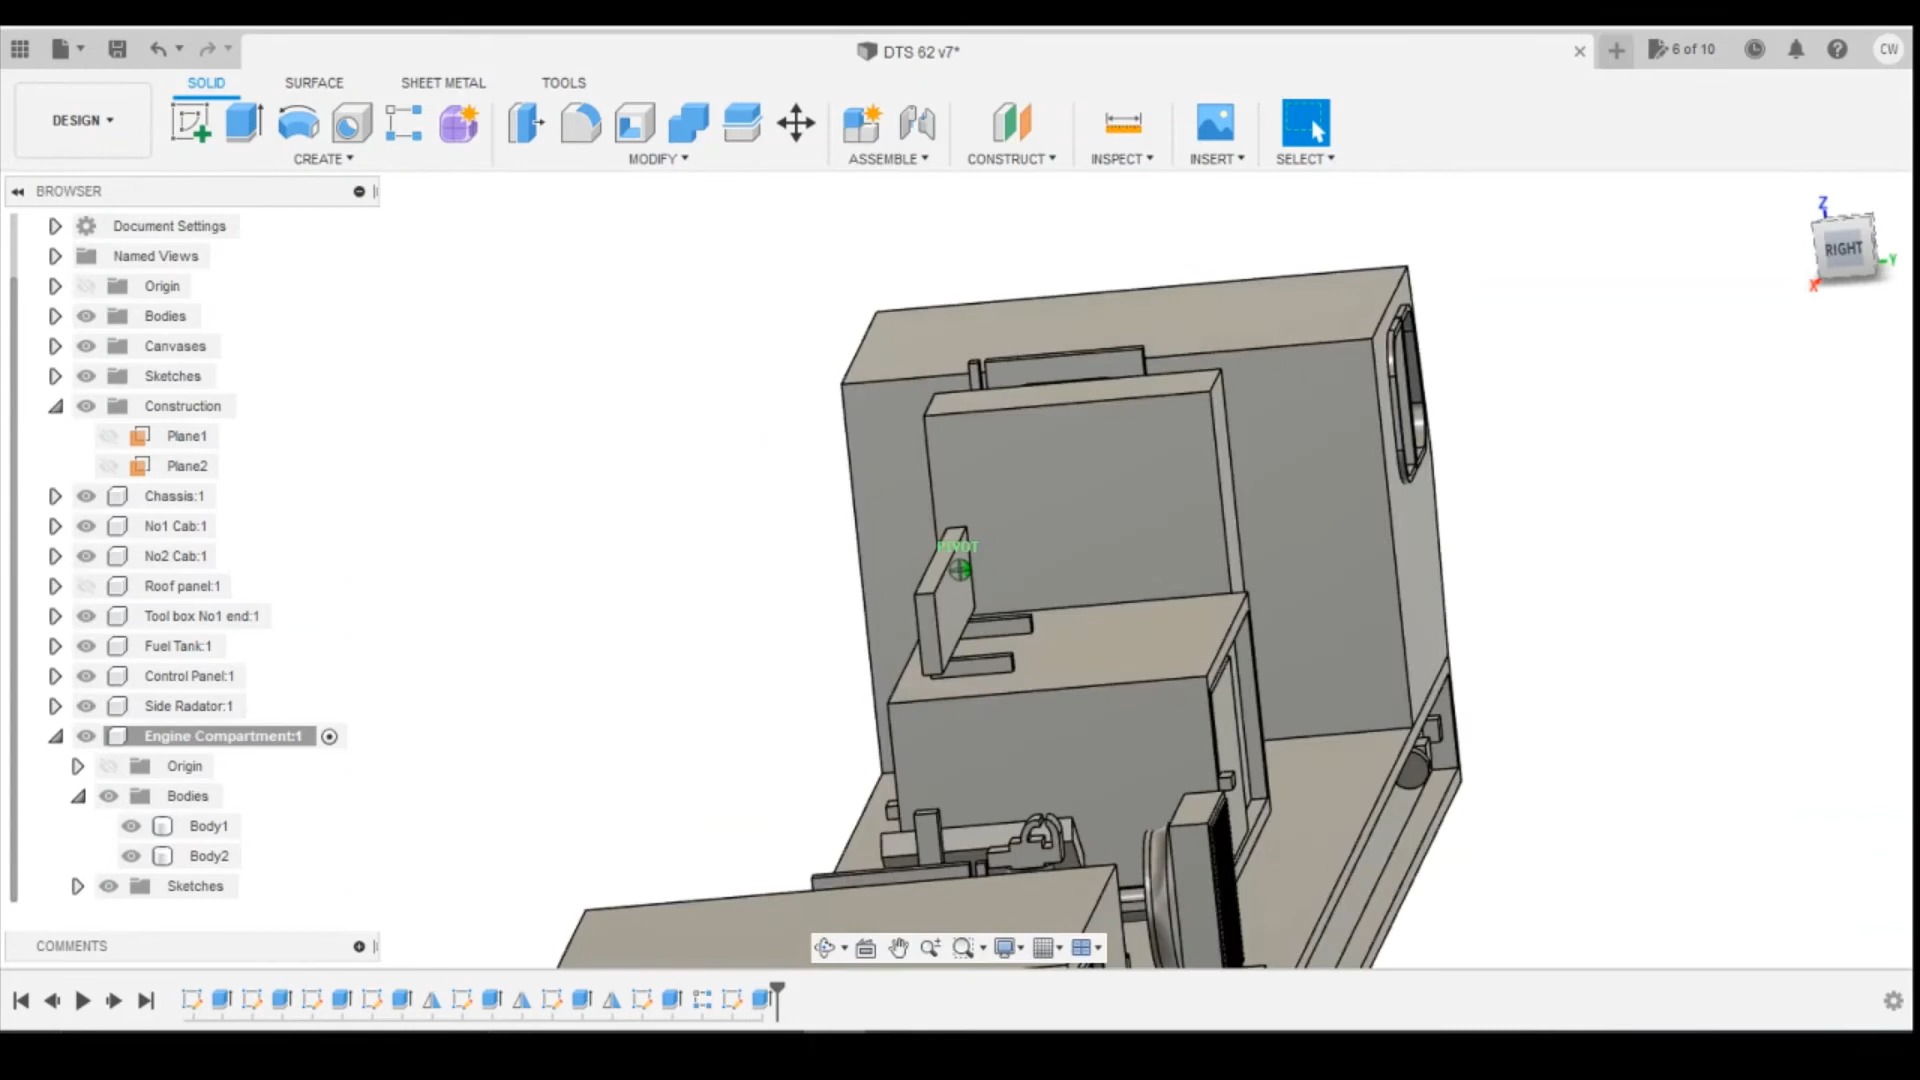 DTS 62 v7*
6 of 10
CW
DESIGN
SOLID
SURFACE
SHEET METAL
TOOLS
CREATE
MODIFY
ASSEMBLE
CONSTRUCT
INSPECT
INSERT
SELECT
BROWSER
Document Settings
Named Views
Origin
Bodies
Canvases
Sketches
Construction
Plane1
Plane2
Chassis:1
No1 Cab:1
No2 Cab:1
Roof panel:1
Tool box No1 end:1
Fuel Tank:1
Control Panel:1
Side Radator:1
Engine Compartment:1
Origin
Bodies
Body1
Body2
Sketches
COMMENTS
Z
RIGHT
Y
X
PIVOT